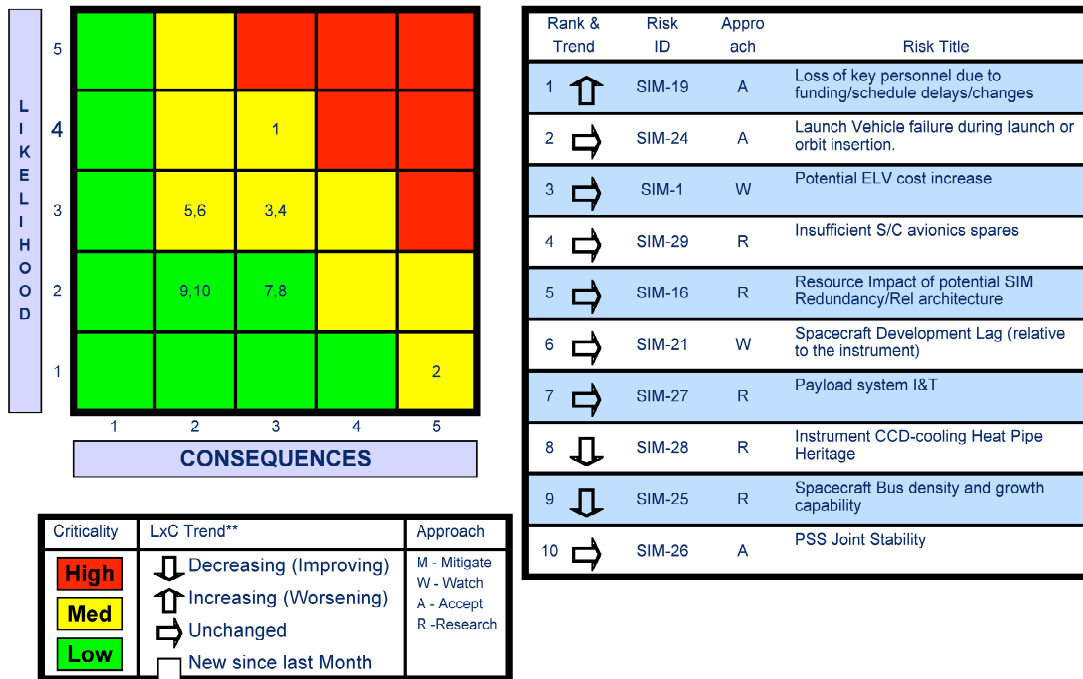 LIKELIHOOD
5
4
1
3
5,6
3,4
2
9,10
7,8
1
2
1 2 3 4 5
CONSEQUENCES
Criticality
LxC Trend**
Approach
High
Med
Low
Decreasing (Improving)
Increasing (Worsening)
Unchanged
New since last Month
M - Mitigate
W - Watch
A - Accept
R -Research
Rank & Risk Appro
Trend ID ach Risk Title
1 SIM-19 A Loss of key personnel due to
funding/schedule delays/changes
2 SIM-24 A Launch Vehicle failure during launch or
orbit insertion.
3 SIM-1 W Potential ELV cost increase
4 SIM-29 R Insufficient S/C avionics spares
5 SIM-16 R Resource Impact of potential SIM
Redundancy/Rel architecture
6 SIM-21 W Spacecraft Development Lag (relative
to the instrument)
7 SIM-27 R Payload system I&T
8 SIM-28 R Instrument CCD-cooling Heat Pipe
Heritage
9 SIM-25 R Spacecraft Bus density and growth
capability
10 SIM-26 A PSS Joint Stability